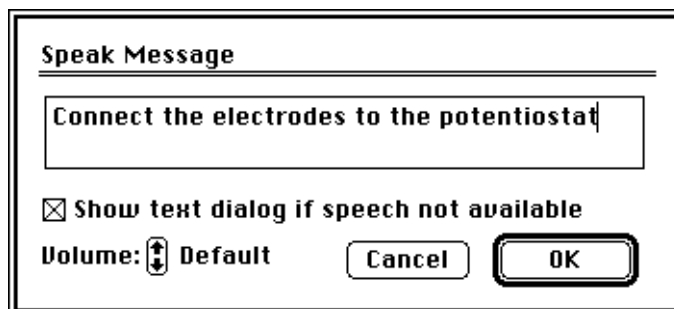 Speak Message
Connect the electrodes to the potentiostat
Show text dialog if speech not available
Volume: Default
Cancel
OK